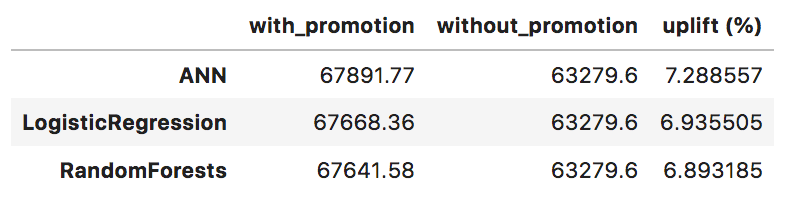 with_promotion without_promotion uplift (%)
ANN 67891.77 63279.6 7.288557
LogisticRegression 67668.36 63279.6 6.935505
RandomForests 67641.58 63279.6 6.893185